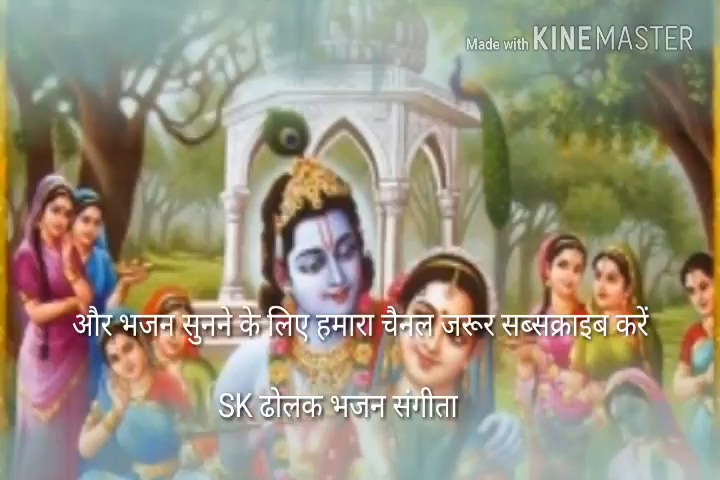 Made with KINEMASTER
और भजन सुनने के लिए हमारा चैनल जरूर सब्सक्राइब करें
SK ढोलक भजन संगीता